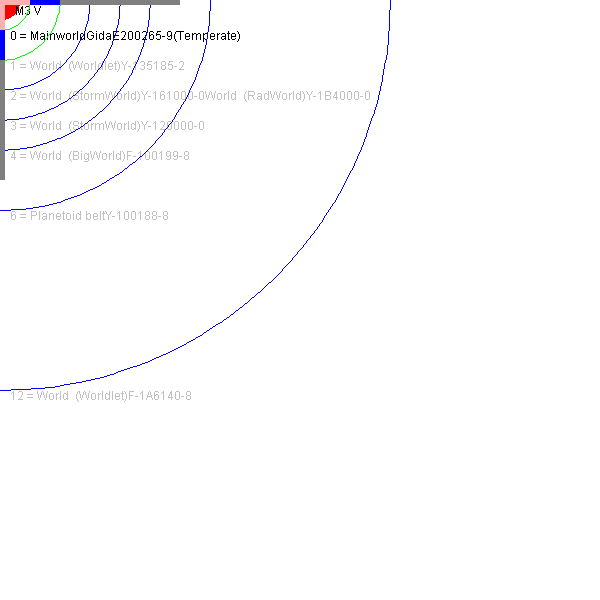 M3 V
0 = MainworldGidaE200265-9(Temperate)
1 = World (Worldlet)Y-135185-2
2 = World (StormWorld)Y-161000-0World (RadWorld)Y-1B4000-0
3 = World (StormWorld)Y-120000-0
4 = World (BigWorld)F-100199-8
6 = Planetoid beltY-100188-8
12 = World (Worldlet)F-1A6140-8